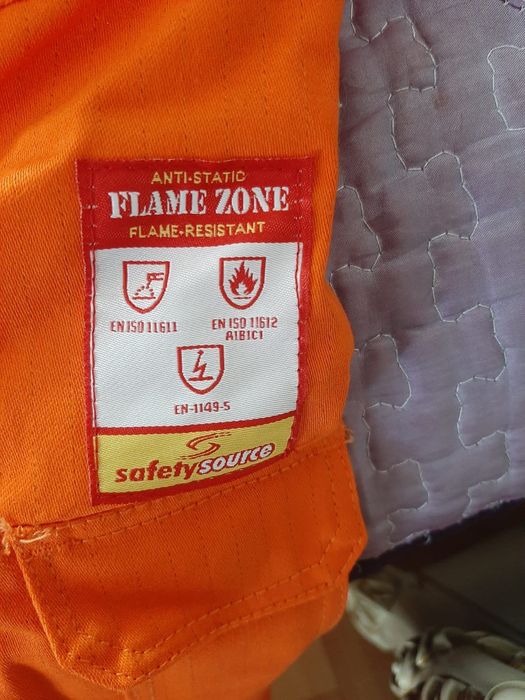 ANTI-STATIC
FLAME ZONE
FLAME-RESISTANT
EN ISO 11611
EN ISO 11612
A1B1C1
EN-1149-5
safetysource